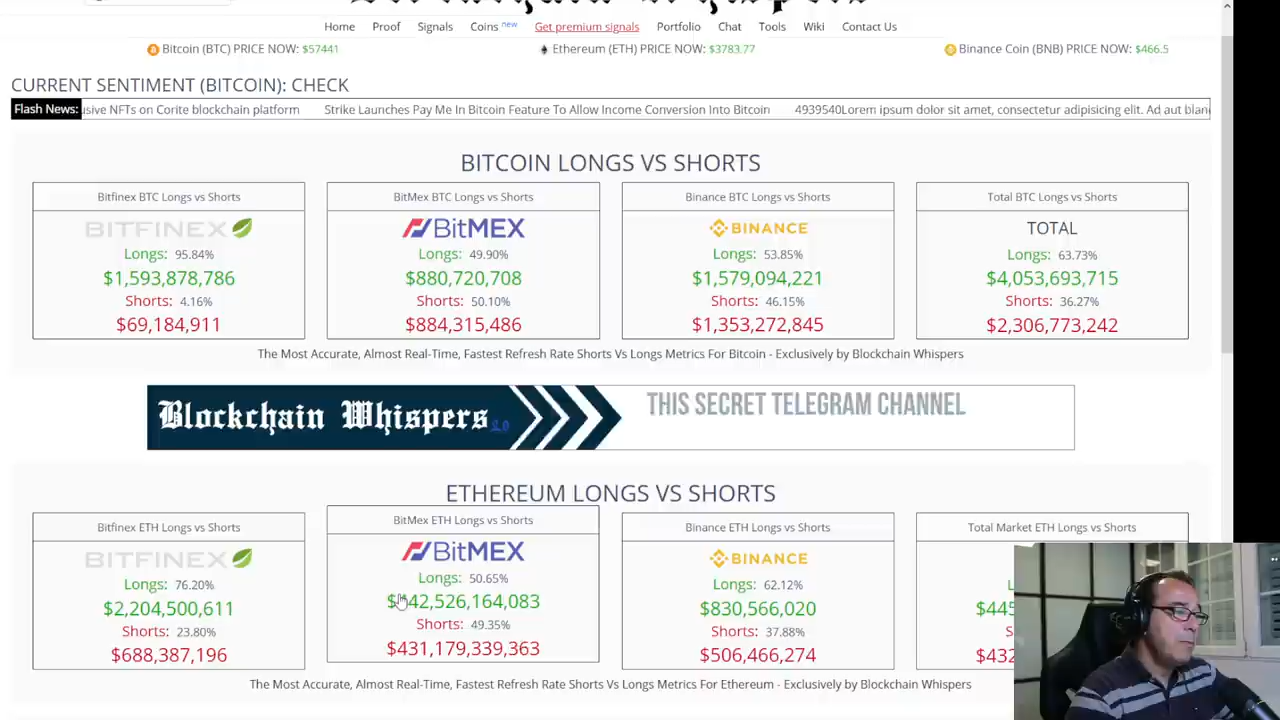 Home Proof Signals Coins new Get premium signals Portfolio Chat Tools Wiki Contact Us
Bitcoin (BTC) PRICE NOW: $57441 Ethereum (ETH) PRICE NOW: $3783.77 Binance Coin (BNB) PRICE NOW: $466.5
CURRENT SENTIMENT (BITCOIN): CHECK
Flash News: usive NFTs on Corite blockchain platform Strike Launches Pay Me In Bitcoin Feature To Allow Income Conversion Into Bitcoin 4939540Lorem ipsum dolor sit amet, consectetur adipisicing elit. Ad aut blan
BITCOIN LONGS VS SHORTS
Bitfinex BTC Longs vs Shorts
BITFINEX
Longs: 95.84%
$1,593,878,786
Shorts: 4.16%
$69,184,911
BitMex BTC Longs vs Shorts
BitMEX
Longs: 49.90%
$880,720,708
Shorts: 50.10%
$884,315,486
Binance BTC Longs vs Shorts
BINANCE
Longs: 53.85%
$1,579,094,221
Shorts: 46.15%
$1,353,272,845
Total BTC Longs vs Shorts
TOTAL
Longs: 63.73%
$4,053,693,715
Shorts: 36.27%
$2,306,773,242
The Most Accurate, Almost Real-Time, Fastest Refresh Rate Shorts Vs Longs Metrics For Bitcoin - Exclusively by Blockchain Whispers
Blockchain Whispers 2.0 THIS SECRET TELEGRAM CHANNEL
ETHEREUM LONGS VS SHORTS
Bitfinex ETH Longs vs Shorts
BITFINEX
Longs: 76.20%
$2,204,500,611
Shorts: 23.80%
$688,387,196
BitMex ETH Longs vs Shorts
BitMEX
Longs: 50.65%
$ 42,526,164,083
Shorts: 49.35%
$431,179,339,363
Binance ETH Longs vs Shorts
BINANCE
Longs: 62.12%
$830,566,020
Shorts: 37.88%
$506,466,274
Total Market ETH Longs vs Shorts
$445
$432
The Most Accurate, Almost Real-Time, Fastest Refresh Rate Shorts Vs Longs Metrics For Ethereum - Exclusively by Blockchain Whispers